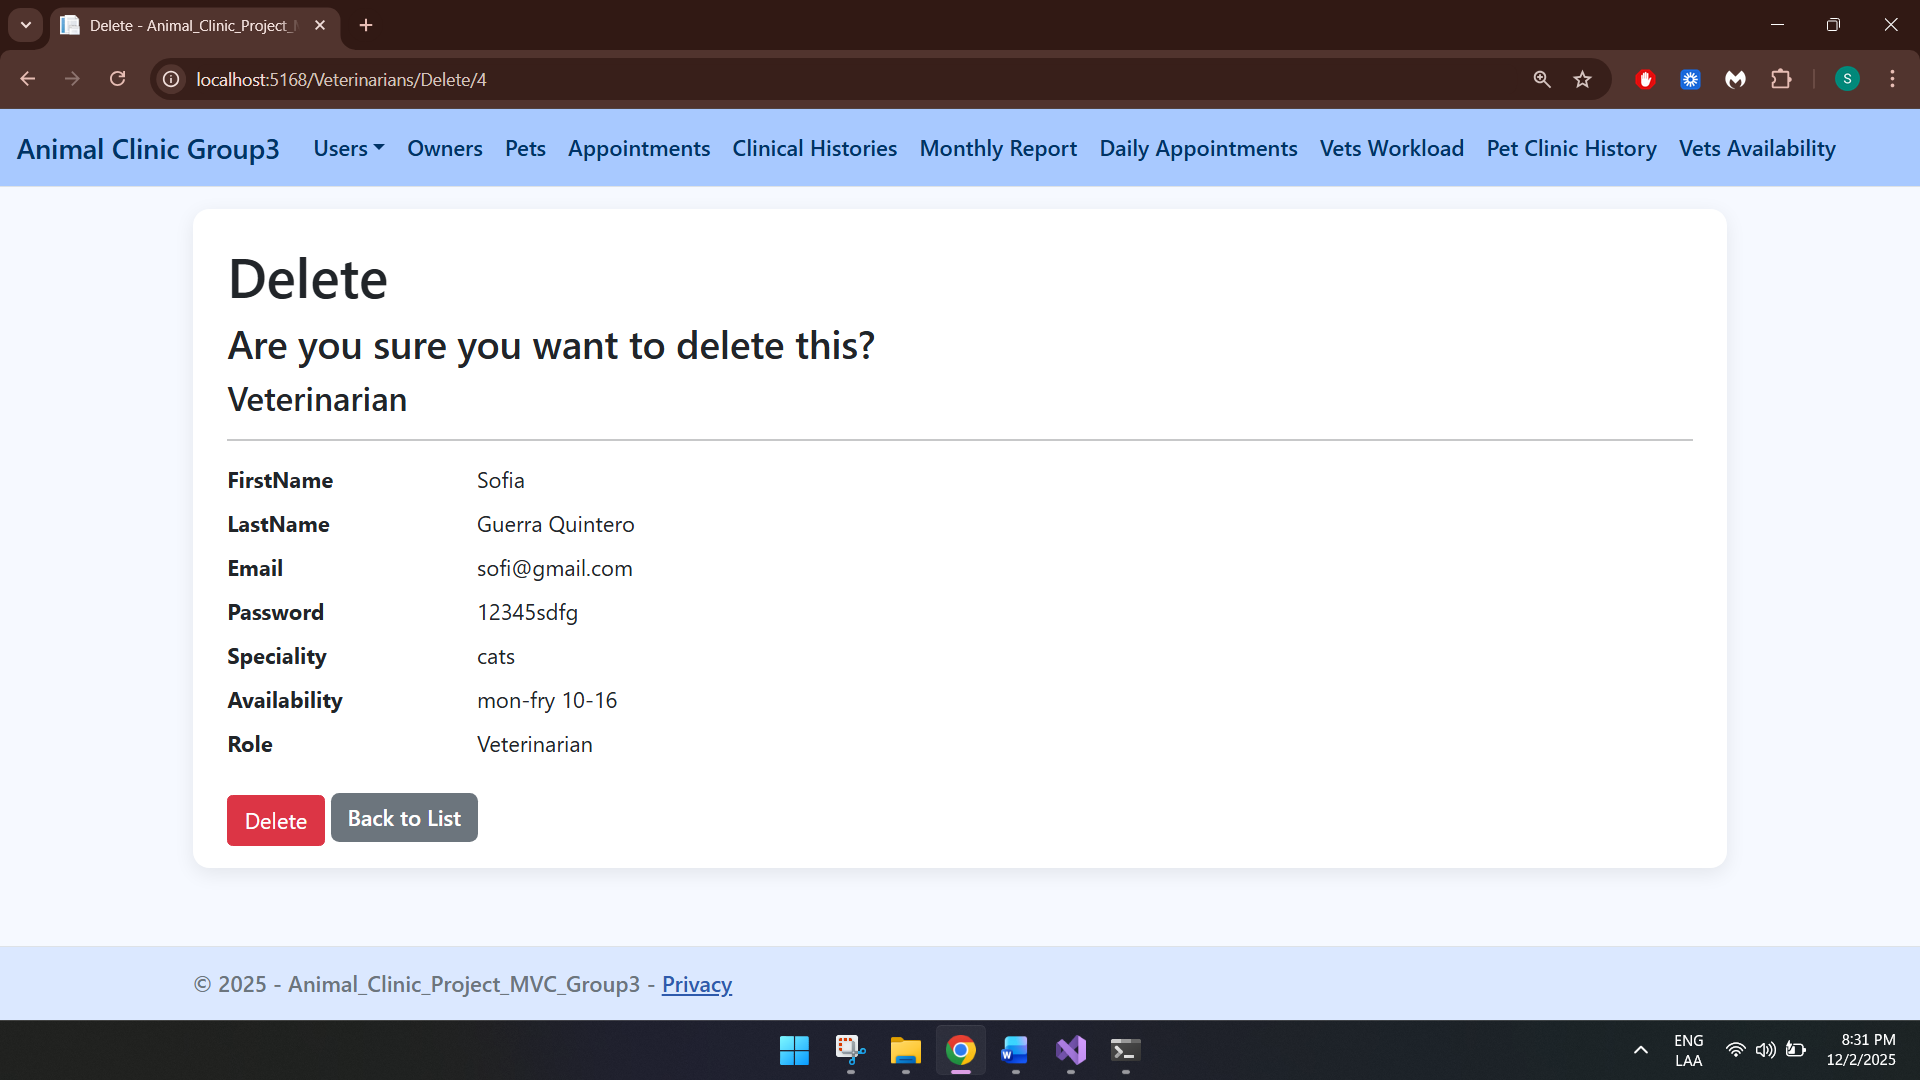 Delete - Animal_Clinic_Project_
localhost:5168/Veterinarians/Delete/4
S
Animal Clinic Group3 Users Owners Pets Appointments Clinical Histories Monthly Report Daily Appointments Vets Workload Pet Clinic History Vets Availability
Delete
Are you sure you want to delete this?
Veterinarian
FirstName Sofia
LastName Guerra Quintero
Email sofi@gmail.com
Password 12345sdfg
Speciality cats
Availability mon-fry 10-16
Role Veterinarian
Delete Back to List
© 2025 - Animal_Clinic_Project_MVC_Group3 - Privacy
ENG
LAA
8:31 PM
12/2/2025